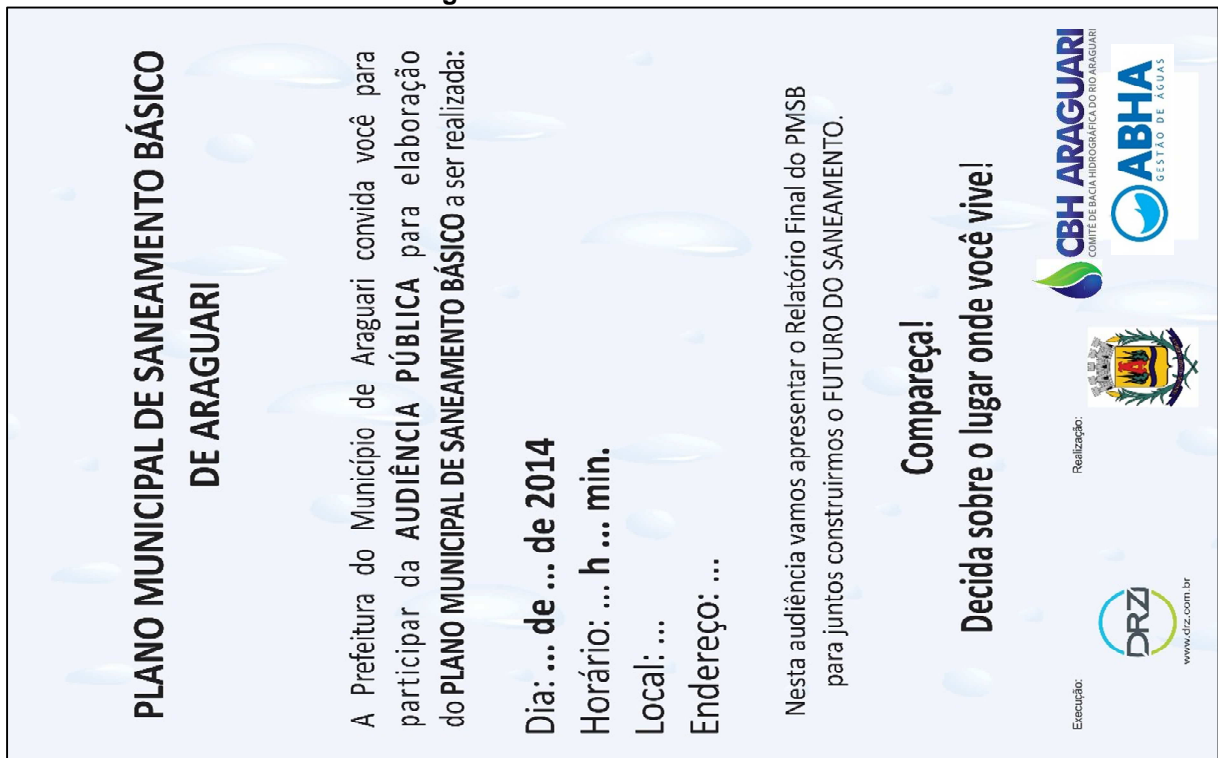 PLANO MUNICIPAL DE SANEAMENTO BÁSICO
DE ARAGUARI
A Prefeitura do Município de Araguari convida você para
participar da AUDIÊNCIA PÚBLICA para elaboração
do PLANO MUNICIPAL DE SANEAMENTO BÁSICO a ser realizada:
Dia: ... de ... de 2014
Horário: ... h ... min.
Local: ...
Endereço: ...
Nesta audiência vamos apresentar o Relatório Final do PMSB
para juntos construirmos o FUTURO DO SANEAMENTO.
Compareça!
Decida sobre o lugar onde você vive!
Execução:
DRZ
www.drz.com.br
Realização:
CBH ARAGUARI
COMITÊ DE BACIA HIDROGRÁFICA DO RIO ARAGUARI
ABHA
GESTÃO DE ÁGUAS